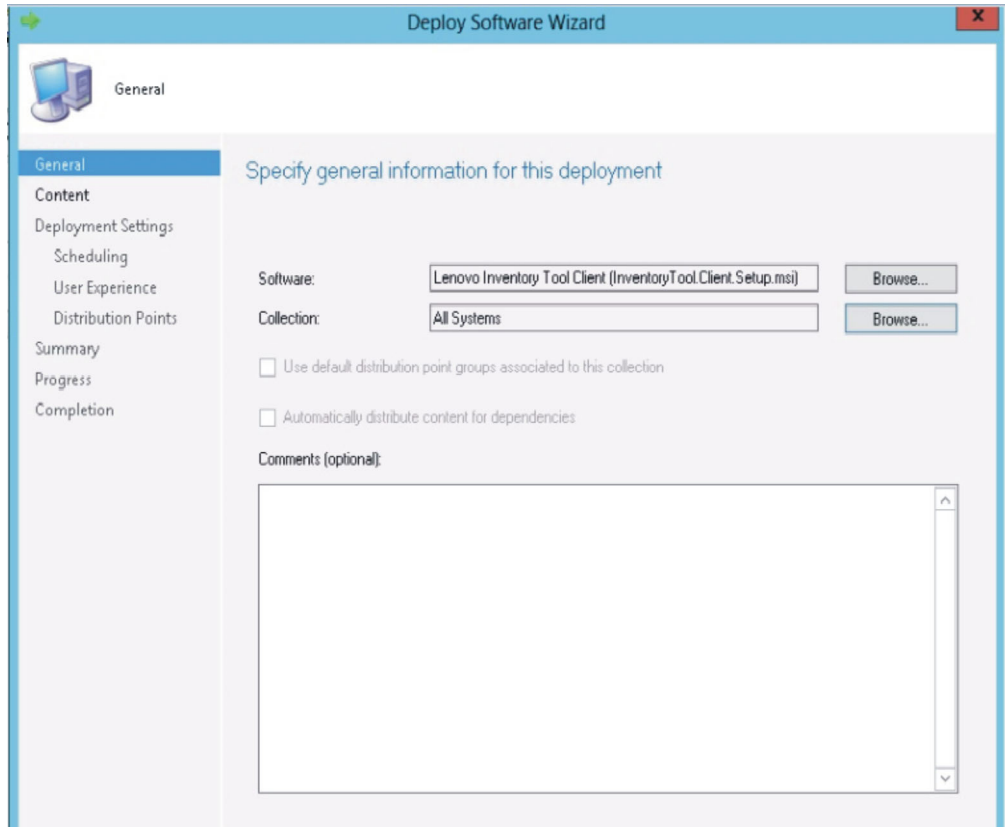 Deploy Software Wizard
x
General
General
Content
Deployment Settings
Scheduling
User Experience
Distribution Points
Summary
Progress
Completion
Specify general information for this deployment
Software: Lenovo Inventory Tool Client (InventoryTool.Client.Setup.msi) Browse...
Collection: All Systems Browse...
Use default distribution point groups associated to this collection
Automatically distribute content for dependencies
Comments (optional):